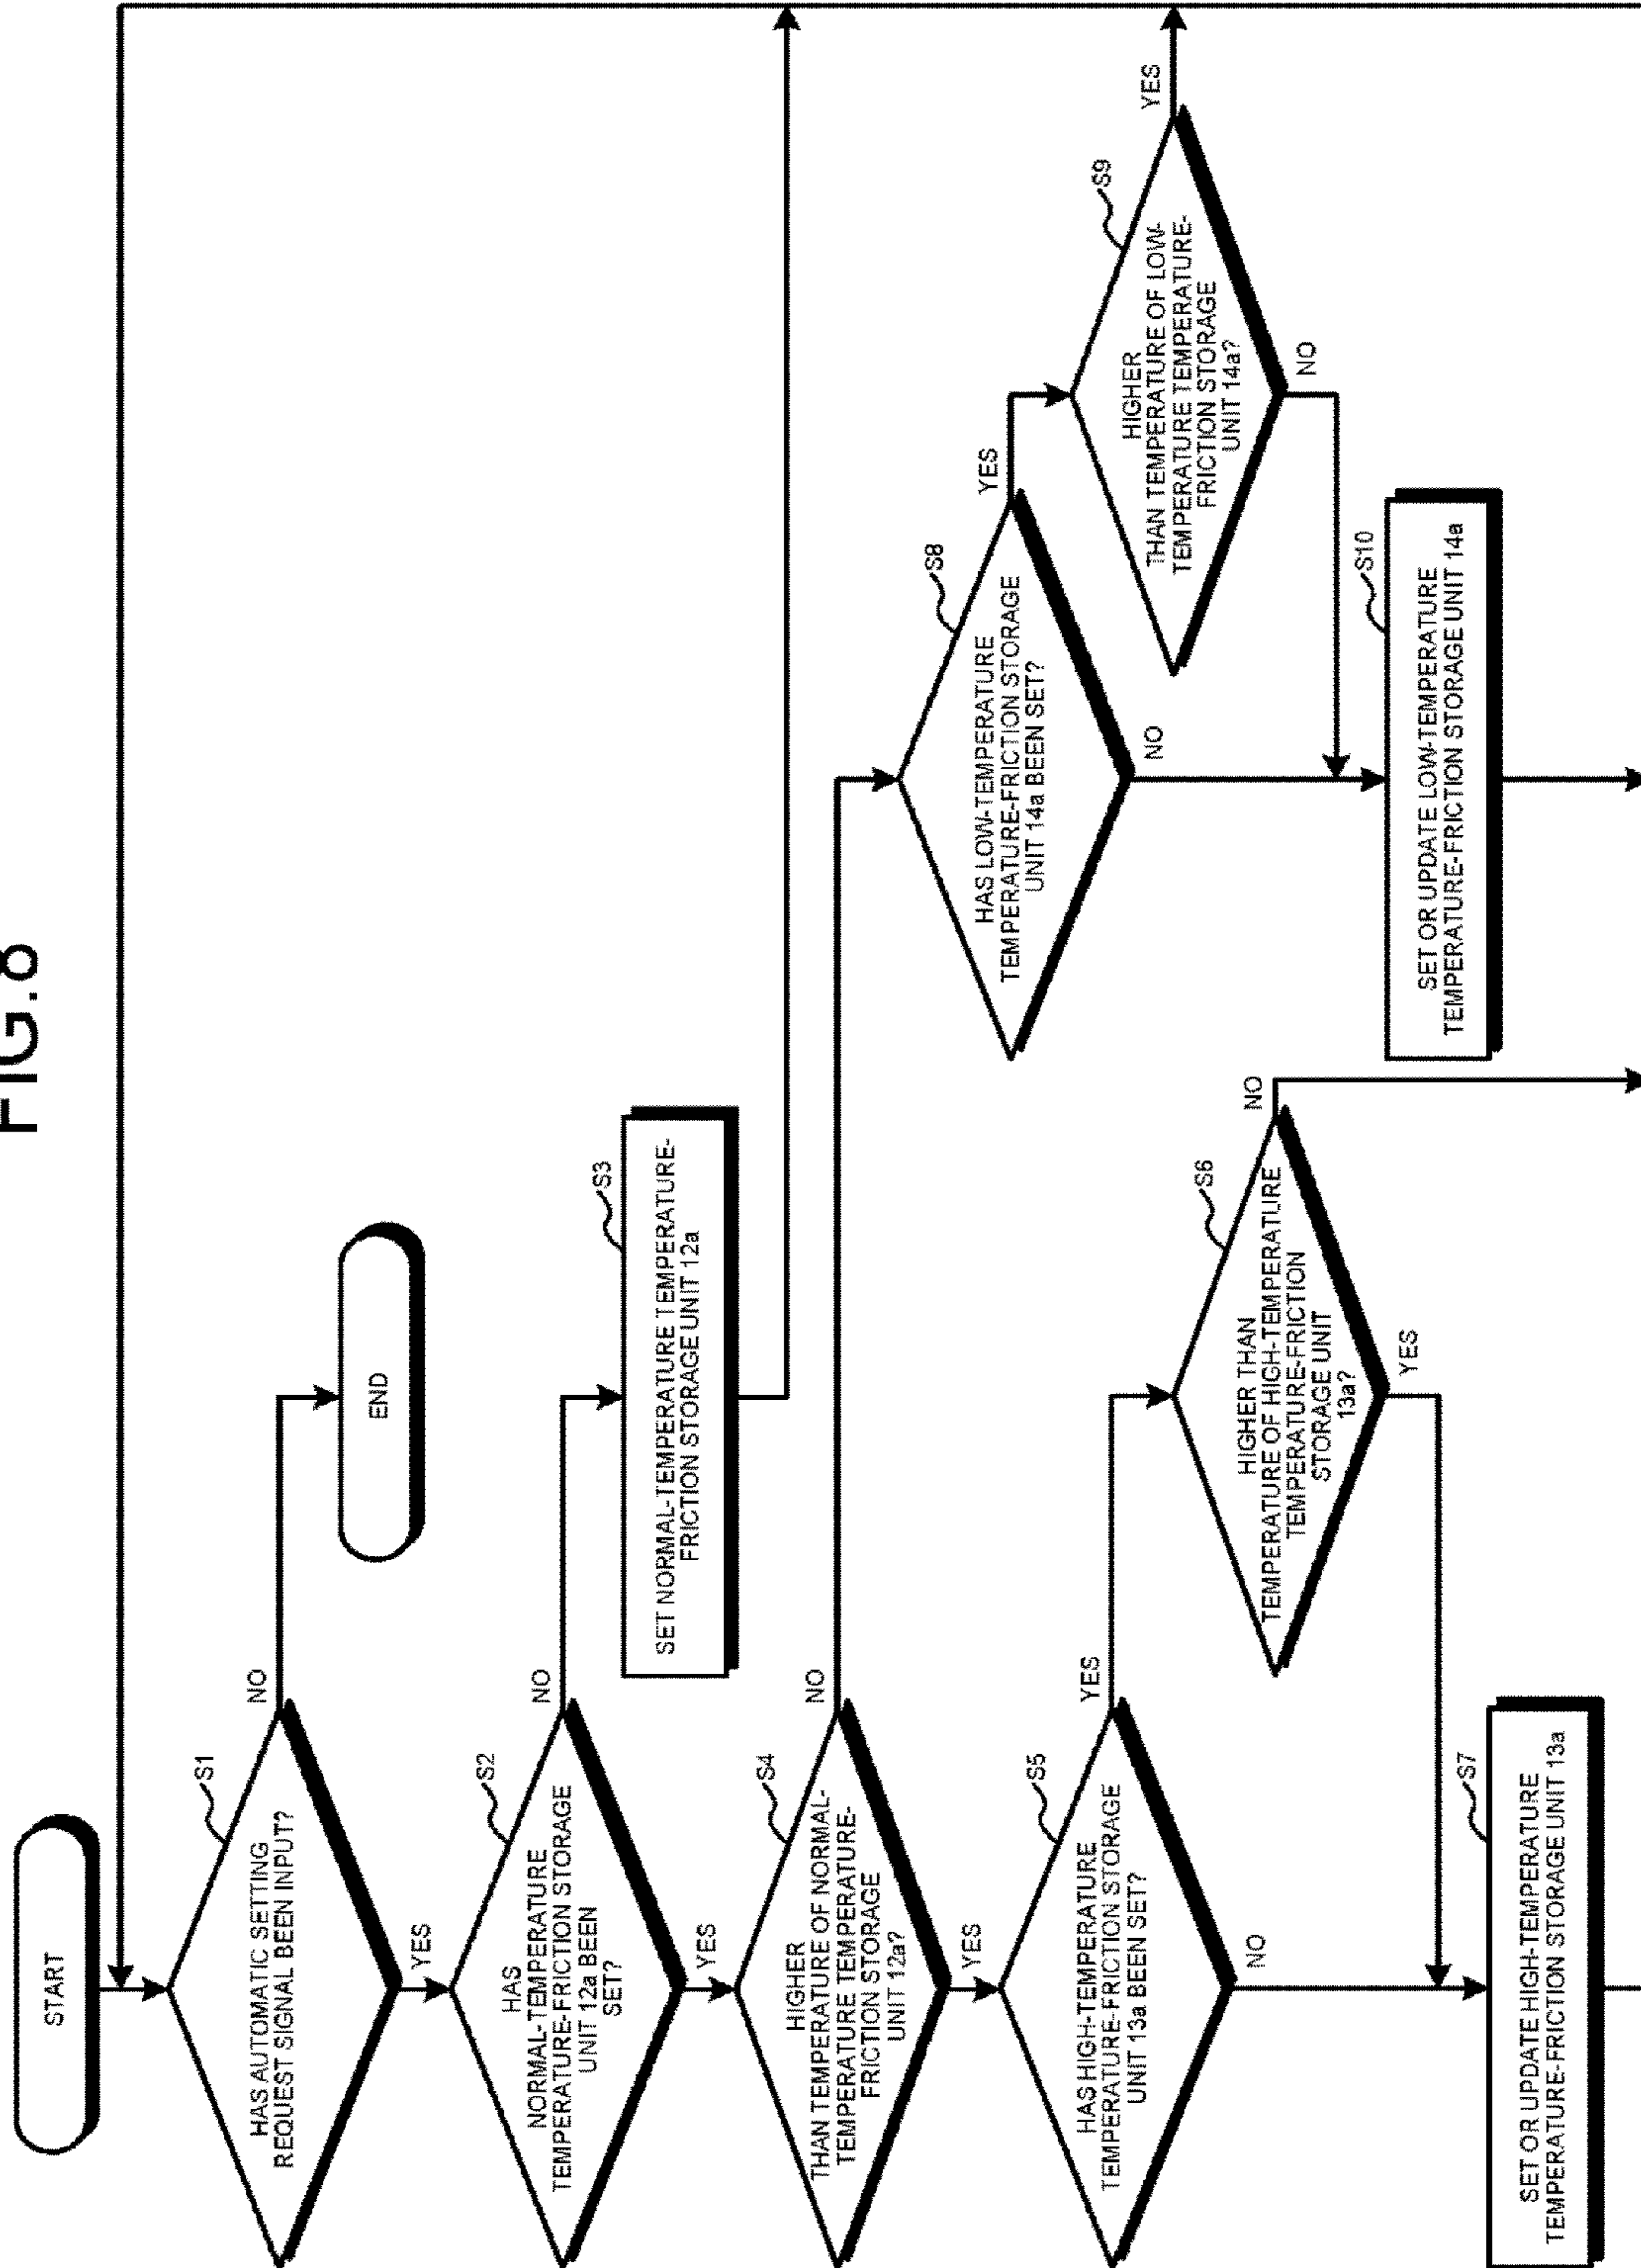 FIG.8
START
HAS AUTOMATIC SETTING
REQUEST SIGNAL BEEN INPUT?
S1
NO
YES
END
HAS
NORMAL-TEMPERATURE
TEMPERATURE-FRICTION STORAGE
UNIT 12a BEEN
SET?
S2
NO
YES
SET NORMAL-TEMPERATURE TEMPERATURE-
FRICTION STORAGE UNIT 12a
S3
HIGHER
THAN TEMPERATURE OF NORMAL-
TEMPERATURE TEMPERATURE-
FRICTION STORAGE
UNIT 12a?
S4
NO
YES
HAS HIGH-TEMPERATURE
TEMPERATURE-FRICTION STORAGE
UNIT 13a BEEN SET?
S5
YES
NO
HIGHER THAN
TEMPERATURE OF HIGH-TEMPERATURE
TEMPERATURE-FRICTION
STORAGE UNIT
13a?
S6
NO
YES
SET OR UPDATE HIGH-TEMPERATURE
TEMPERATURE-FRICTION STORAGE UNIT 13a
S7
HAS LOW-TEMPERATURE
TEMPERATURE-FRICTION STORAGE
UNIT 14a BEEN SET?
S8
YES
NO
HIGHER
THAN TEMPERATURE OF LOW-
TEMPERATURE TEMPERATURE-
FRICTION STORAGE
UNIT 14a?
S9
YES
NO
SET OR UPDATE LOW-TEMPERATURE
TEMPERATURE-FRICTION STORAGE UNIT 14a
S10